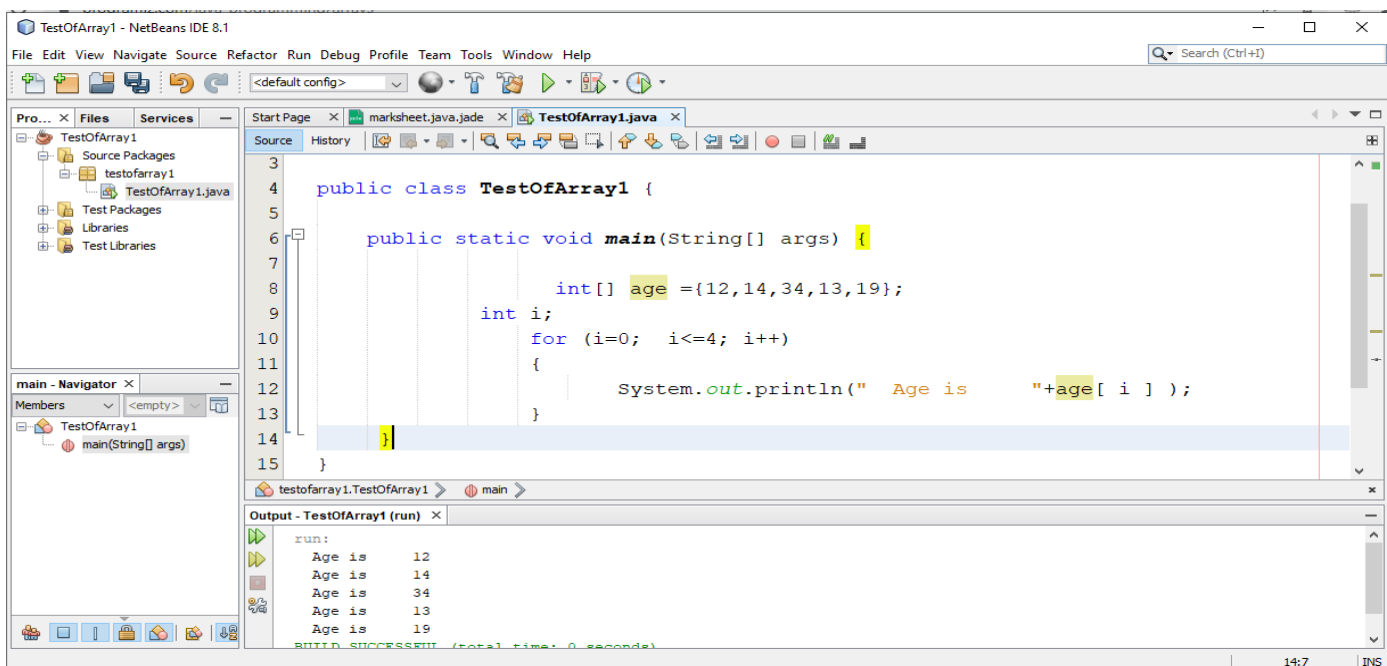 TestOfArray1 - NetBeans IDE 8.1
File Edit View Navigate Source Refactor Run Debug Profile Team Tools Window Help
Search (Ctrl+I)
<default config>
Pro... Files Services
TestOfArray1
Source Packages
testofarray1
TestOfArray1.java
Test Packages
Libraries
Test Libraries
main - Navigator
Members <empty>
TestOfArray1
main(String[] args)
Start Page marksheet.java.jade TestOfArray1.java
Source History
3
4 public class TestOfArray1 {
5
6 public static void main(String[] args) {
7
8 int[] age ={12,14,34,13,19};
9 int i;
10 for (i=0; i<=4; i++)
11 {
12 System.out.println(" Age is "+age[ i ] );
13 }
14 }
15 }
testofarray1.TestOfArray1 main
Output - TestOfArray1 (run)
run:
Age is 12
Age is 14
Age is 34
Age is 13
Age is 19
BUILD SUCCESSFUL (total time: 0 seconds)
14:7 INS